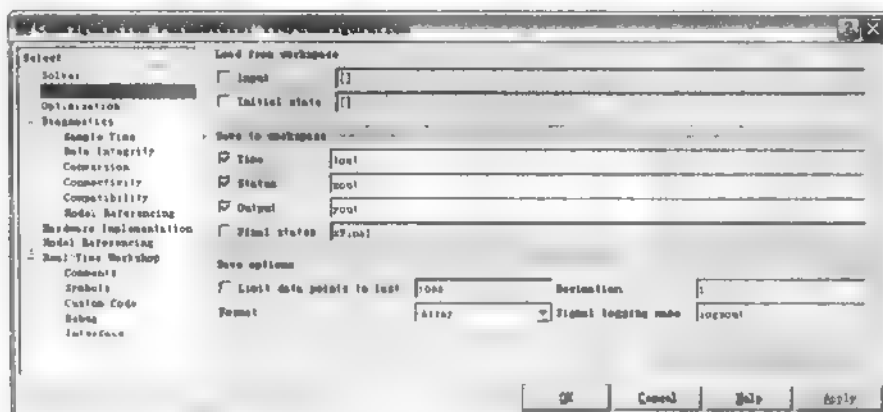 Select
Solver
Optimization
Diagnostics
Sample Time
Data Integrity
Conversion
Connectivity
Compatibility
Model Referencing
Hardware Implementation
Model Referencing
Real-Time Workshop
Comments
Symbols
Custom Code
Debug
Interface
Load from workspace
Input []
Initial state []
Save to workspace
Time tout
States xout
Output yout
Final states xFinal
Save options
Limit data points to last 1000 Decimation 1
Format Array Signal logging name logsout
OK Cancel Help Apply